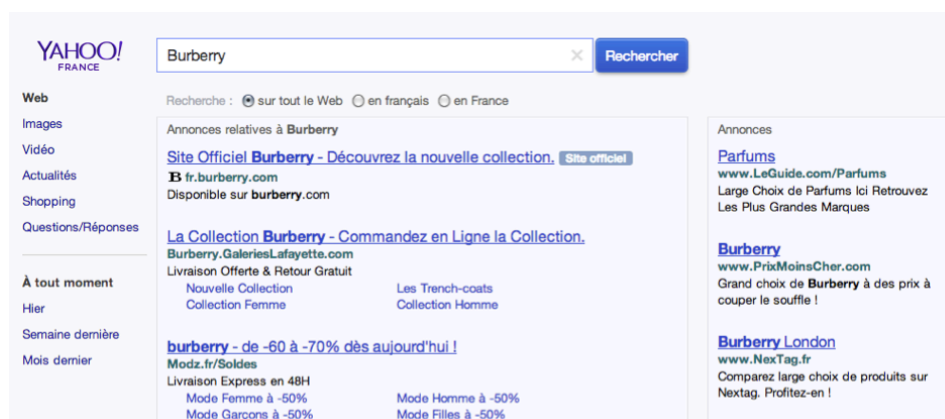 YAHOO!
FRANCE
Burberry
Rechercher
Web
Images
Vidéo
Actualités
Shopping
Questions/Réponses
À tout moment
Hier
Semaine dernière
Mois dernier
Recherche : sur tout le Web en français en France
Annonces relatives à Burberry
Site Officiel Burberry - Découvrez la nouvelle collection. Site officiel
B fr.burberry.com
Disponible sur burberry.com
La Collection Burberry - Commandez en Ligne la Collection.
Burberry.GaleriesLafayette.com
Livraison Offerte & Retour Gratuit
Nouvelle Collection Les Trench-coats
Collection Femme Collection Homme
burberry - de -60 à -70% dès aujourd'hui !
Modz.fr/Soldes
Livraison Express en 48H
Mode Femme à -50% Mode Homme à -50%
Mode Garçons à -50% Mode Filles à -50%
Annonces
Parfums
www.LeGuide.com/Parfums
Large Choix de Parfums Ici Retrouvez
Les Plus Grandes Marques
Burberry
www.PrixMoinsCher.com
Grand choix de Burberry à des prix à
couper le souffle !
Burberry London
www.NexTag.fr
Comparez large choix de produits sur
Nextag. Profitez-en !